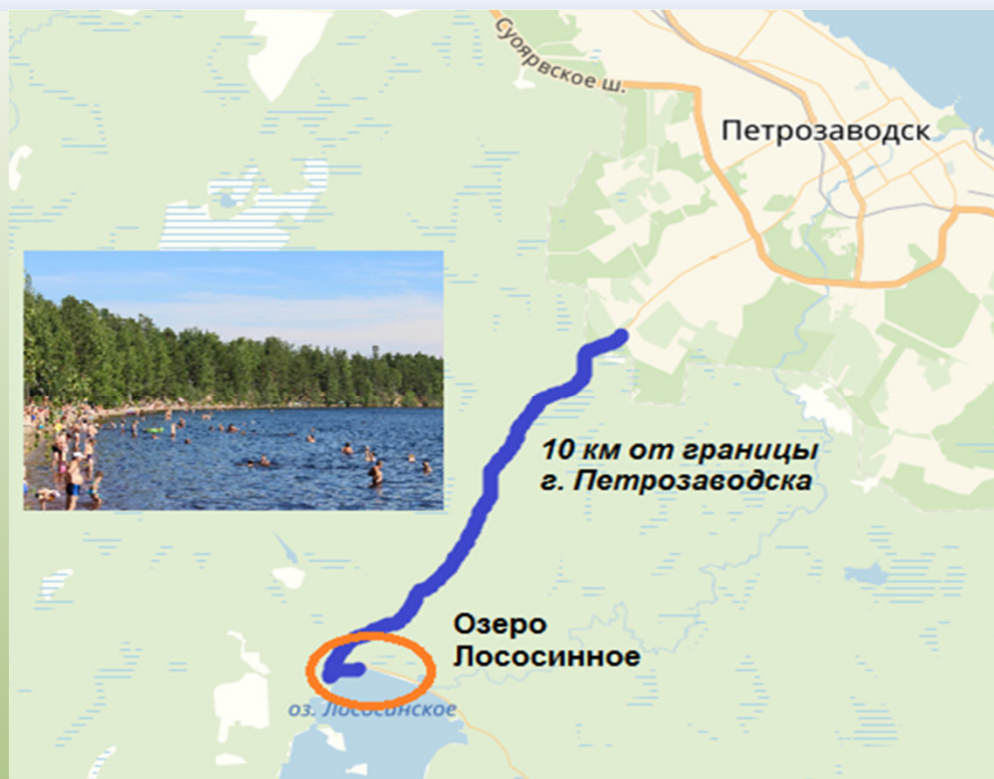 Суоярвское ш.
Петрозаводск
10 км от границы
г. Петрозаводска
Озеро
Лососинное
оз. Лососинское